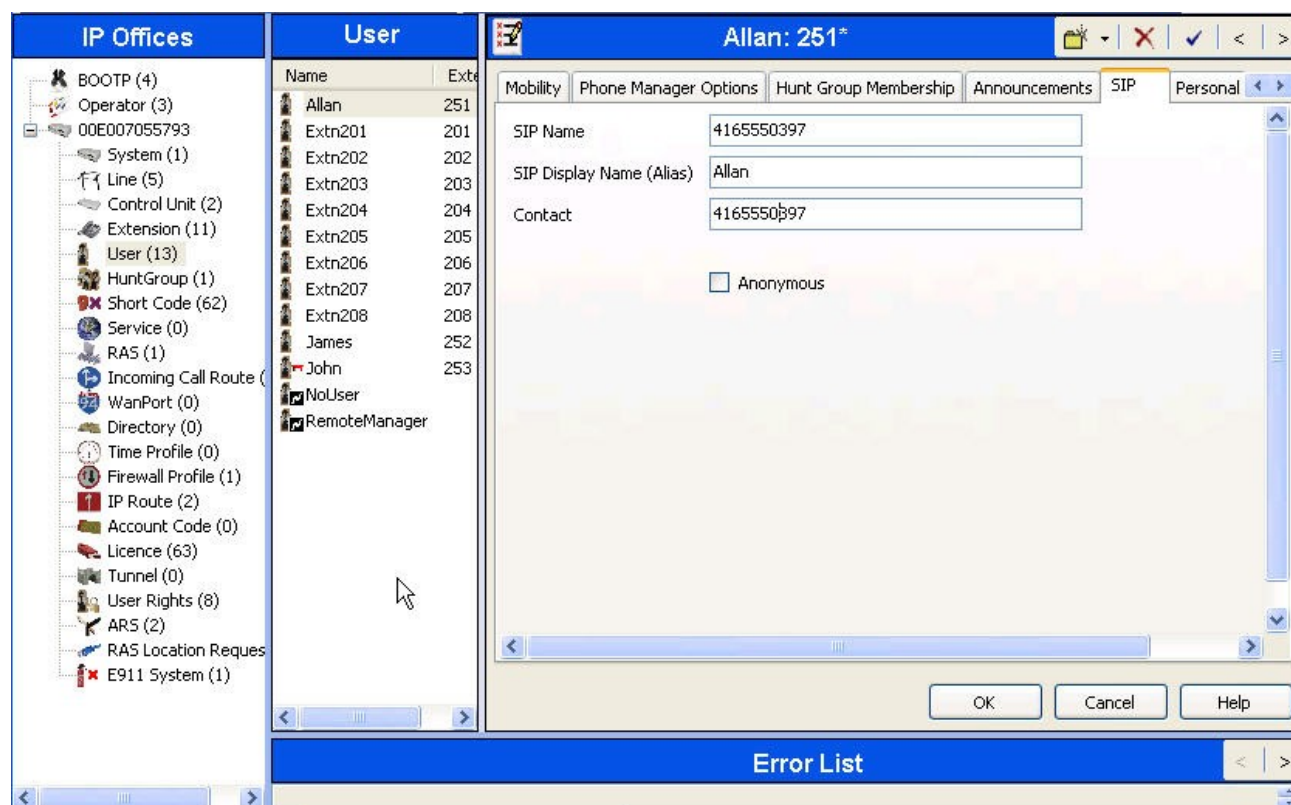 IP Offices
BOOTP (4)
Operator (3)
00E007055793
System (1)
Line (5)
Control Unit (2)
Extension (11)
User (13)
HuntGroup (1)
Short Code (62)
Service (0)
RAS (1)
Incoming Call Route (
WanPort (0)
Directory (0)
Time Profile (0)
Firewall Profile (1)
IP Route (2)
Account Code (0)
Licence (63)
Tunnel (0)
User Rights (8)
ARS (2)
RAS Location Reques
E911 System (1)
User
Name Exte
Allan 251
Extn201 201
Extn202 202
Extn203 203
Extn204 204
Extn205 205
Extn206 206
Extn207 207
Extn208 208
James 252
John 253
NoUser
RemoteManager
Allan: 251*
Mobility Phone Manager Options Hunt Group Membership Announcements SIP Personal
SIP Name 4165550397
SIP Display Name (Alias) Allan
Contact 4165550397
Anonymous
OK Cancel Help
Error List